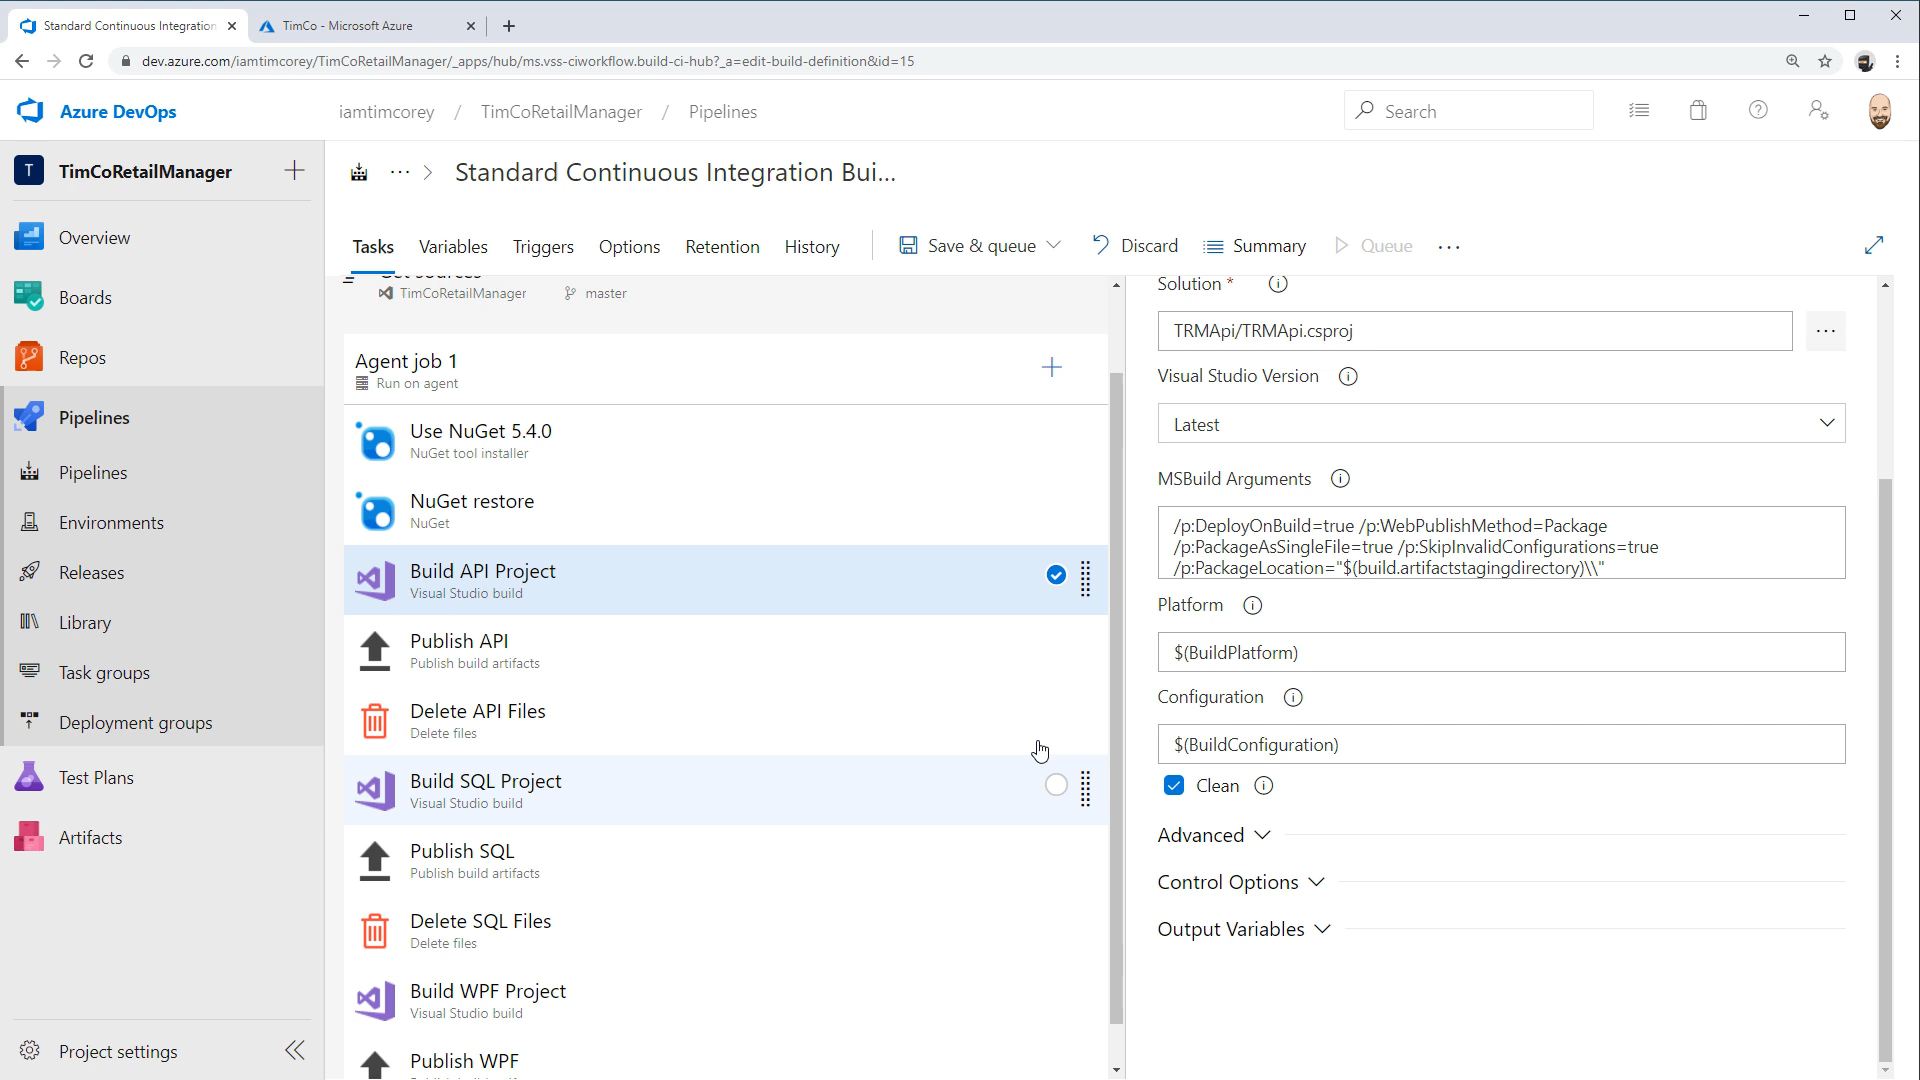 Standard Continuous Integration
TimCo - Microsoft Azure
dev.azure.com/iamtimcorey/TimCoRetailManager/_apps/hub/ms.vss-ciworkflow.build-ci-hub?_a=edit-build-definition&id=15
Azure DevOps
iamtimcorey / TimCoRetailManager / Pipelines
Search
T TimCoRetailManager
Overview
Boards
Repos
Pipelines
Pipelines
Environments
Releases
Library
Task groups
Deployment groups
Test Plans
Artifacts
Project settings
··· > Standard Continuous Integration Bui...
Tasks Variables Triggers Options Retention History Save & queue Discard Summary Queue ···
Get sources
TimCoRetailManager master
Agent job 1
Run on agent
Use NuGet 5.4.0
NuGet tool installer
NuGet restore
NuGet
Build API Project
Visual Studio build
Publish API
Publish build artifacts
Delete API Files
Delete files
Build SQL Project
Visual Studio build
Publish SQL
Publish build artifacts
Delete SQL Files
Delete files
Build WPF Project
Visual Studio build
Publish WPF
Solution *
TRMApi/TRMApi.csproj
···
Visual Studio Version
Latest
MSBuild Arguments
/p:DeployOnBuild=true /p:WebPublishMethod=Package
/p:PackageAsSingleFile=true /p:SkipInvalidConfigurations=true
/p:PackageLocation="$(build.artifactstagingdirectory)\\"
Platform
$(BuildPlatform)
Configuration
$(BuildConfiguration)
Clean
Advanced
Control Options
Output Variables